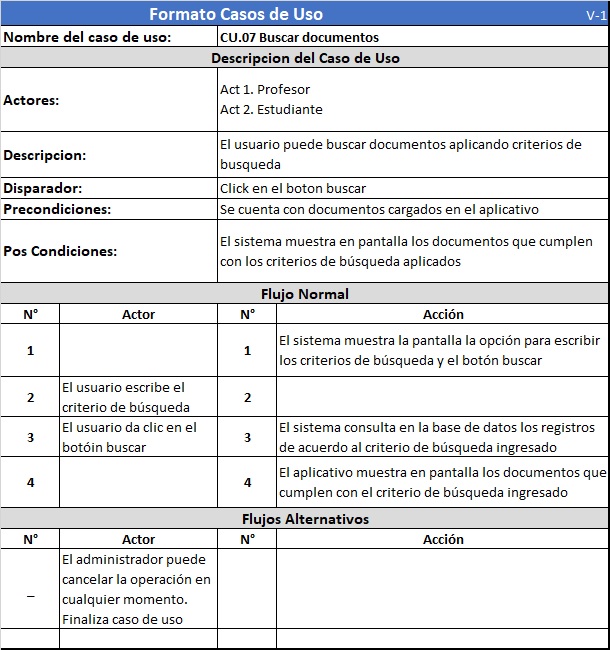 Formato Casos de Uso V-1
Nombre del caso de uso: CU.07 Buscar documentos
Descripcion del Caso de Uso
Actores:
Act 1. Profesor
Act 2. Estudiante
Descripcion:
El usuario puede buscar documentos aplicando criterios de
busqueda
Disparador: Click en el boton buscar
Precondiciones: Se cuenta con documentos cargados en el aplicativo
Pos Condiciones:
El sistema muestra en pantalla los documentos que cumplen
con los criterios de búsqueda aplicados
Flujo Normal
N° Actor N° Acción
1 1
El sistema muestra la pantalla la opción para escribir
los criterios de búsqueda y el botón buscar
2
El usuario escribe el
criterio de búsqueda
2
3
El usuario da clic en el
botóin buscar
3
El sistema consulta en la base de datos los registros
de acuerdo al criterio de búsqueda ingresado
4 4
El aplicativo muestra en pantalla los documentos que
cumplen con el criterio de búsqueda ingresado
Flujos Alternativos
N° Actor N° Acción
–
El administrador puede
cancelar la operación en
cualquier momento.
Finaliza caso de uso